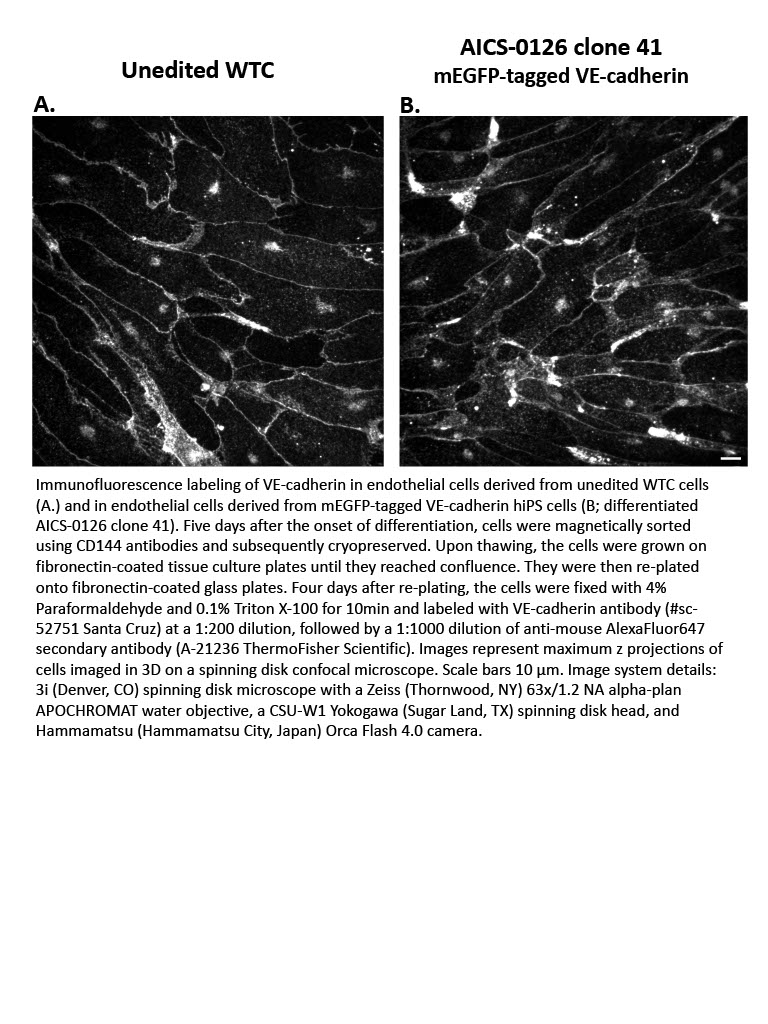 Unedited WTC
AICS-0126 clone 41
mEGFP-tagged VE-cadherin
A.
B.
Immunofluorescence labeling of VE-cadherin in endothelial cells derived from unedited WTC cells
(A.) and in endothelial cells derived from mEGFP-tagged VE-cadherin hiPS cells (B; differentiated
AICS-0126 clone 41). Five days after the onset of differentiation, cells were magnetically sorted
using CD144 antibodies and subsequently cryopreserved. Upon thawing, the cells were grown on
fibronectin-coated tissue culture plates until they reached confluence. They were then re-plated
onto fibronectin-coated glass plates. Four days after re-plating, the cells were fixed with 4%
Paraformaldehyde and 0.1% Triton X-100 for 10min and labeled with VE-cadherin antibody (#sc-
52751 Santa Cruz) at a 1:200 dilution, followed by a 1:1000 dilution of anti-mouse AlexaFluor647
secondary antibody (A-21236 ThermoFisher Scientific). Images represent maximum z projections of
cells imaged in 3D on a spinning disk confocal microscope. Scale bars 10 µm. Image system details:
3i (Denver, CO) spinning disk microscope with a Zeiss (Thornwood, NY) 63x/1.2 NA alpha-plan
APOCHROMAT water objective, a CSU-W1 Yokogawa (Sugar Land, TX) spinning disk head, and
Hammamatsu (Hammamatsu City, Japan) Orca Flash 4.0 camera.